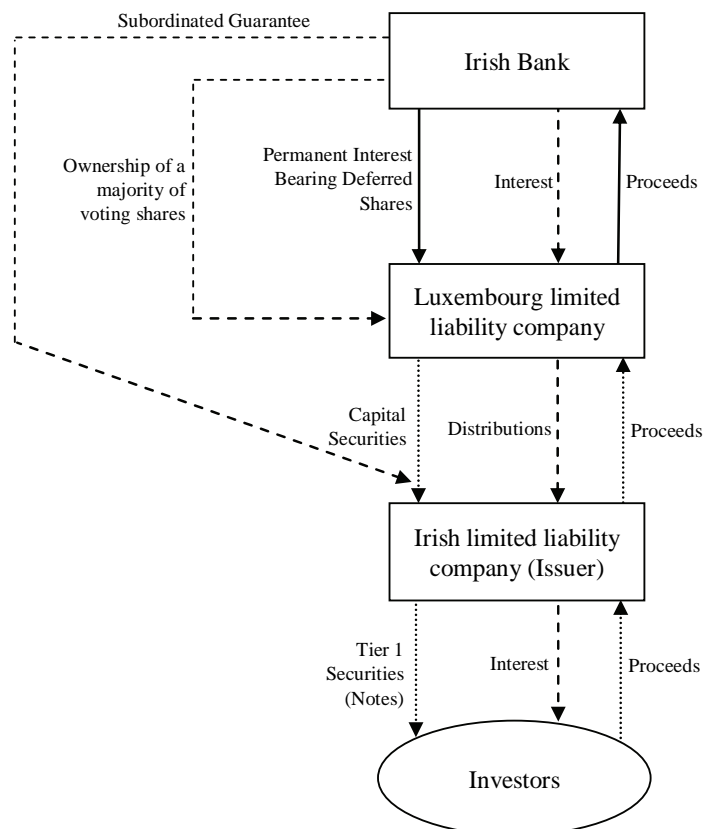 Subordinated Guarantee
Irish Bank
Ownership of a
majority of
voting shares
Permanent Interest
Bearing Deferred
Shares
Interest
Proceeds
Luxembourg limited
liability company
Capital
Securities
Distributions
Proceeds
Irish limited liability
company (Issuer)
Tier 1
Securities
(Notes)
Interest
Proceeds
Investors